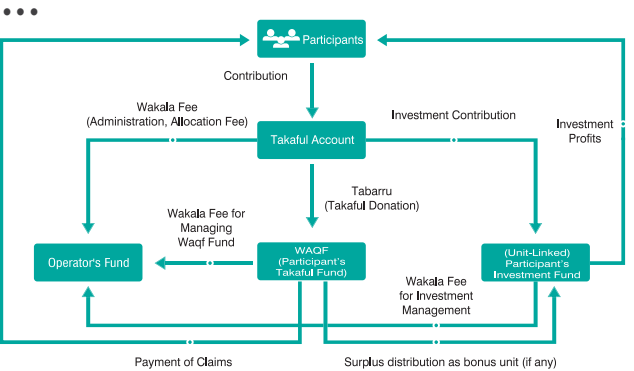 Participants
Contribution
Wakala Fee
(Administration, Allocation Fee)
Investment Contribution
Investment
Profits
Takaful Account
Tabarru
(Takaful Donation)
Wakala Fee for
Managing
Waqf Fund
Operator's Fund
WAQF
(Participant's
Takaful Fund)
(Unit-Linked)
Participant's
Investment Fund
Wakala Fee
for Investment
Management
Payment of Claims
Surplus distribution as bonus unit (if any)